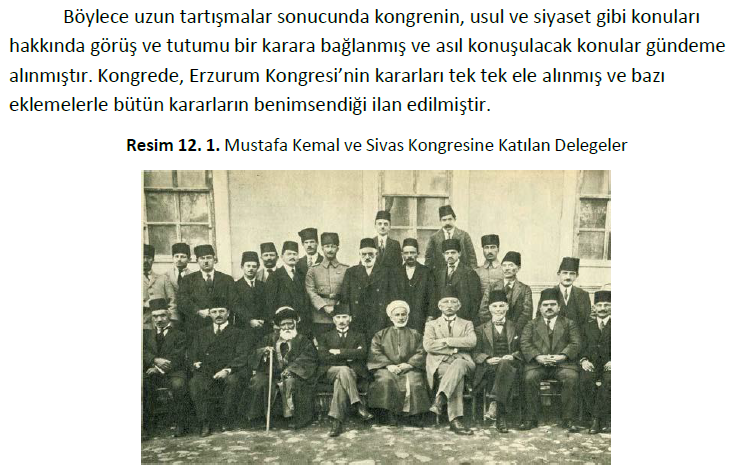 Böylece uzun tartışmalar sonucunda kongrenin, usul ve siyaset gibi konuları
hakkında görüş ve tutumu bir karara bağlanmış ve asıl konuşulacak konular gündeme
alınmıştır. Kongrede, Erzurum Kongresi’nin kararları tek tek ele alınmış ve bazı
eklemelerle bütün kararların benimsendiği ilan edilmiştir.
Resim 12. 1. Mustafa Kemal ve Sivas Kongresine Katılan Delegeler